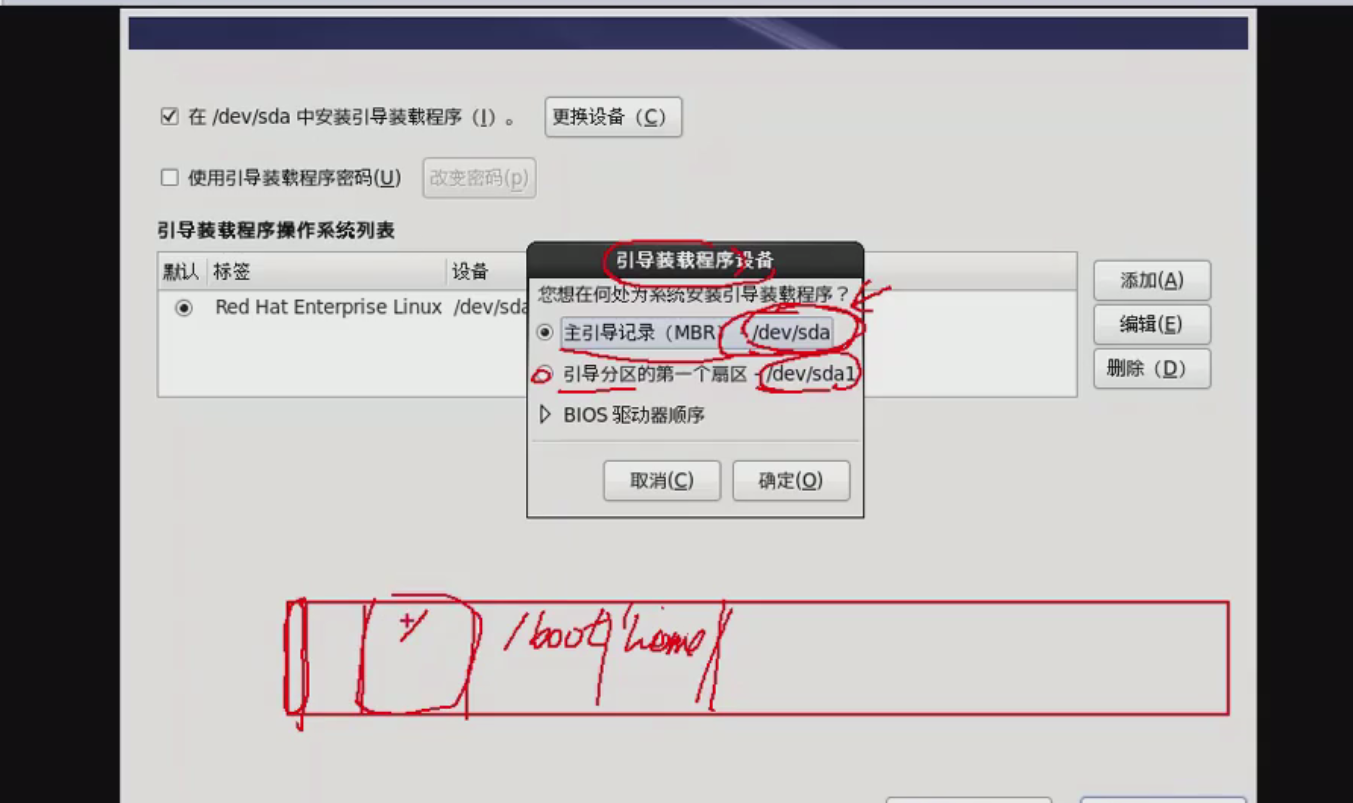 在 /dev/sda 中安装引导装载程序（I）。 更换设备（C）
使用引导装载程序密码(U) 改变密码(p)
引导装载程序操作系统列表
默认 标签 设备
Red Hat Enterprise Linux /dev/sda
引导装载程序设备
您想在何处为系统安装引导装载程序？
主引导记录（MBR） - /dev/sda
引导分区的第一个扇区 - /dev/sda1
BIOS 驱动器顺序
取消(C) 确定(O)
添加(A)
编辑(E)
删除（D）
/ /boot /home